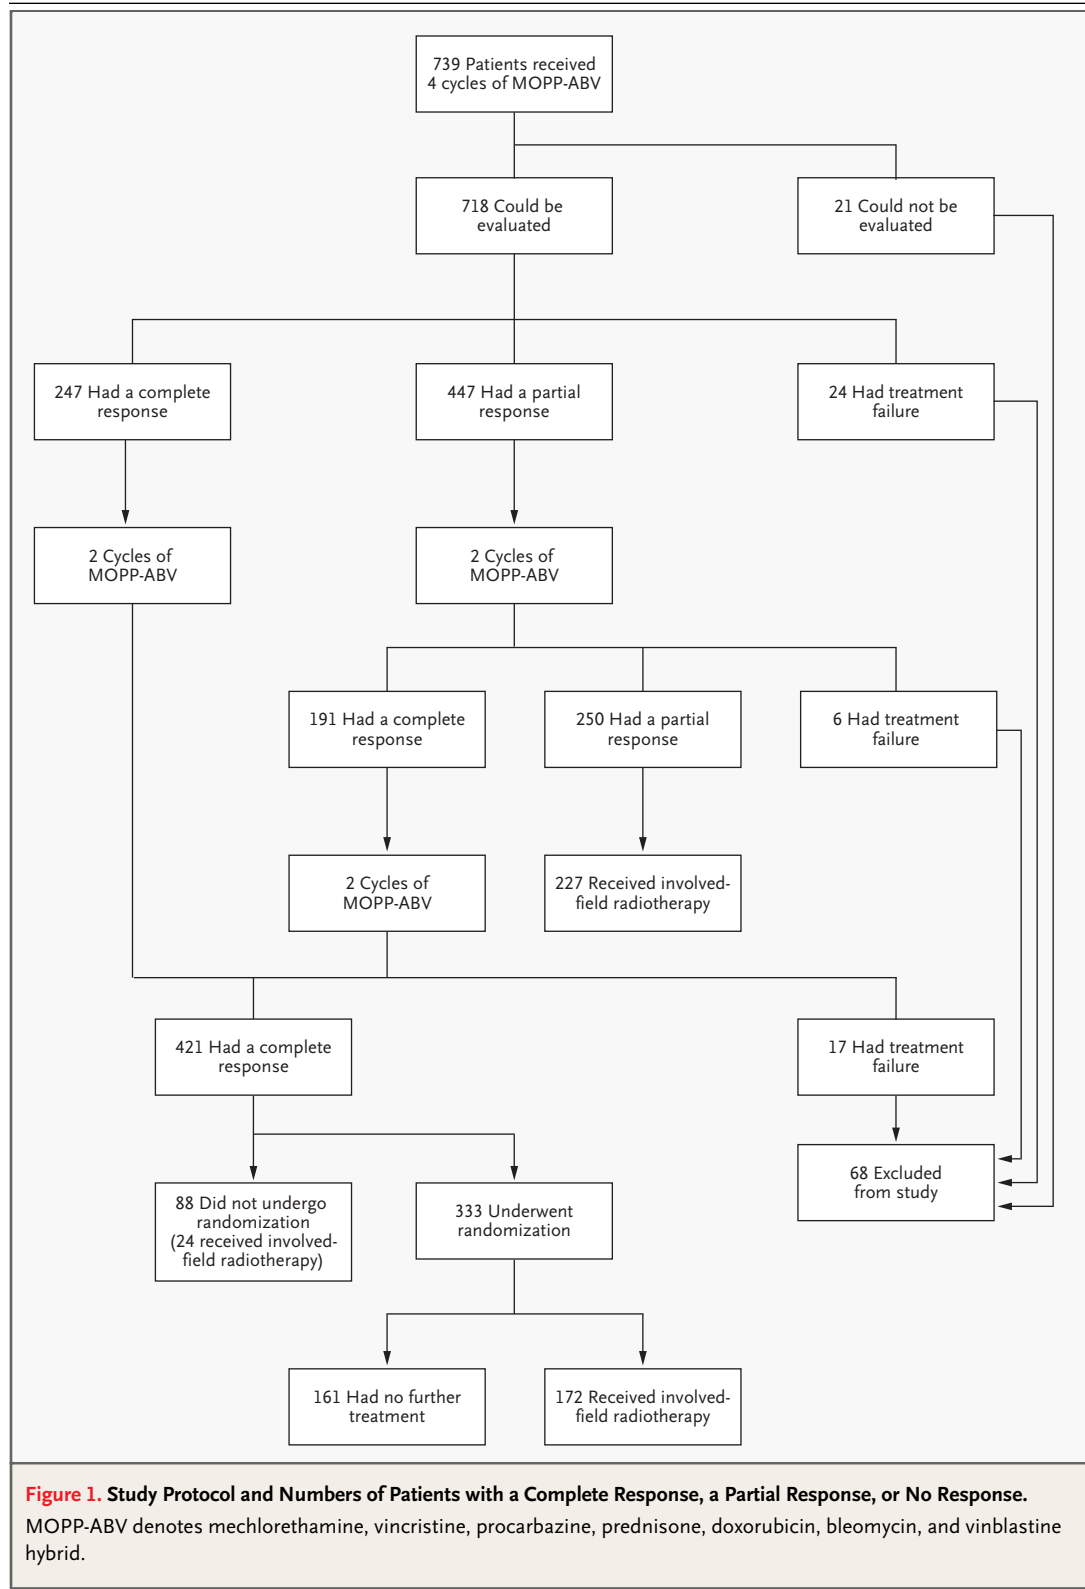 739 Patients received
4 cycles of MOPP-ABV
718 Could be
evaluated
21 Could not be
evaluated
247 Had a complete
response
447 Had a partial
response
24 Had treatment
failure
2 Cycles of
MOPP-ABV
2 Cycles of
MOPP-ABV
191 Had a complete
response
250 Had a partial
response
6 Had treatment
failure
2 Cycles of
MOPP-ABV
227 Received involved-
field radiotherapy
421 Had a complete
response
17 Had treatment
failure
68 Excluded
from study
88 Did not undergo
randomization
(24 received involved-
field radiotherapy)
333 Underwent
randomization
161 Had no further
treatment
172 Received involved-
field radiotherapy
Figure 1. Study Protocol and Numbers of Patients with a Complete Response, a Partial Response, or No Response.
MOPP-ABV denotes mechlorethamine, vincristine, procarbazine, prednisone, doxorubicin, bleomycin, and vinblastine
hybrid.